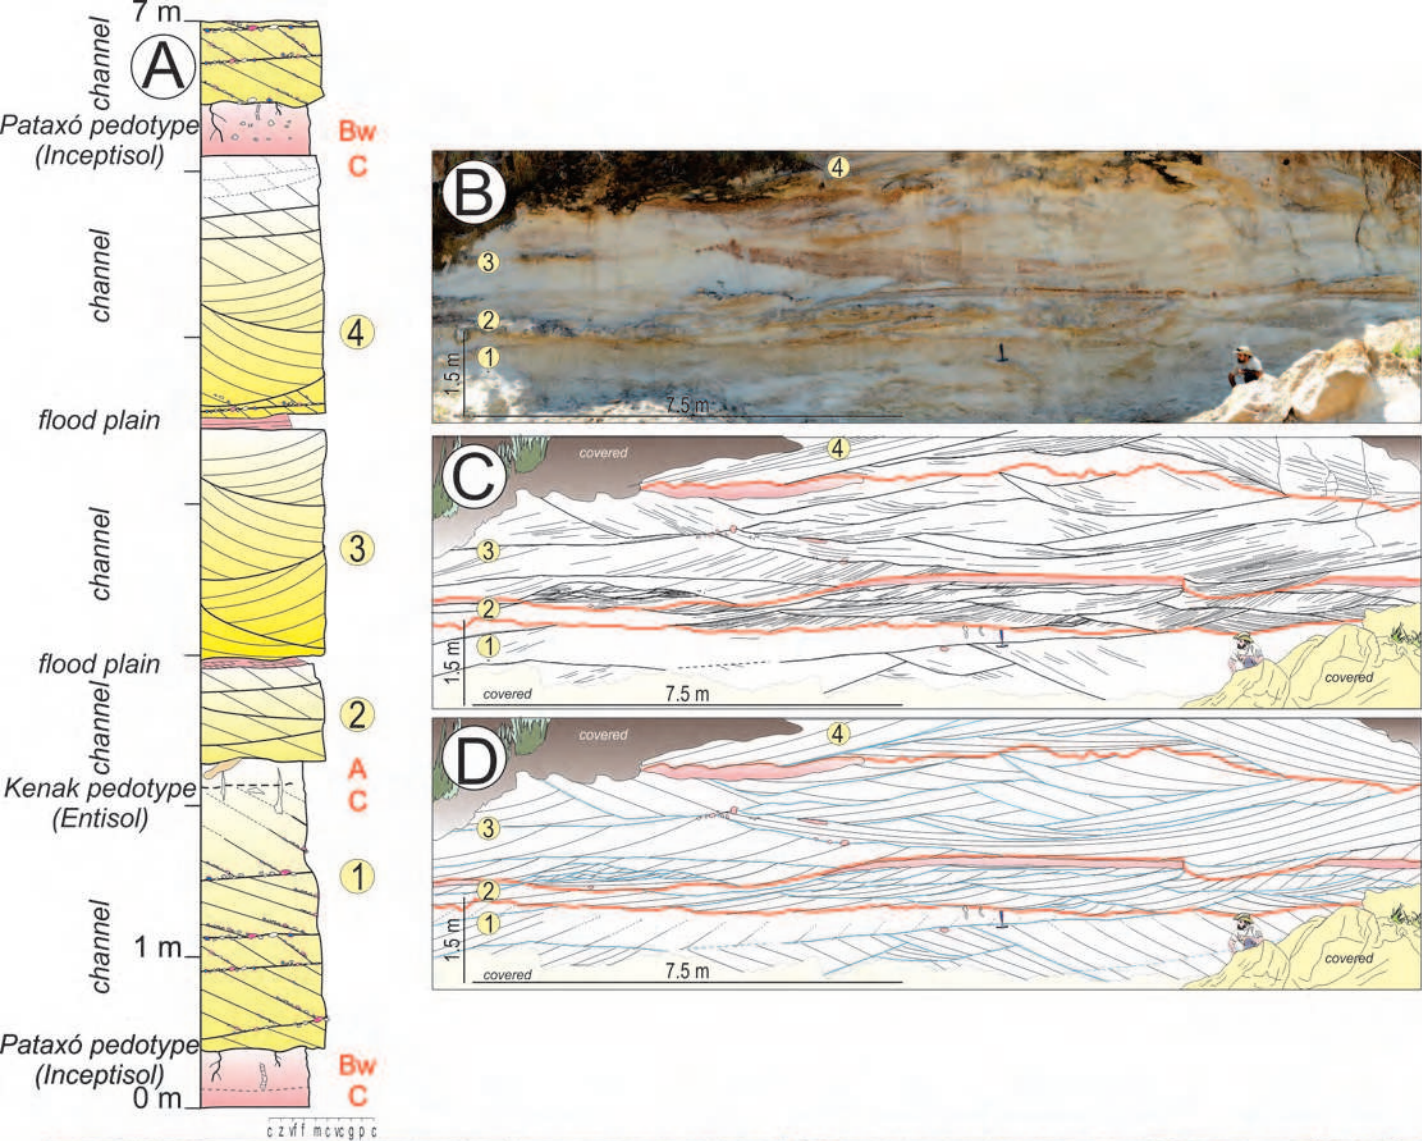 7 m
A
channel
Pataxó pedotype
(Inceptisol)
Bw
C
channel
4
flood plain
channel
3
flood plain
channel
2
Kenak pedotype
(Entisol)
A
C
1
channel
1 m
Pataxó pedotype
(Inceptisol)
Bw
C
0 m
c z vf f m c vc g p c
B
4
3
2
1
1.5 m
7.5 m
C
covered
4
3
2
1
1.5 m
covered
7.5 m
covered
D
covered
4
3
2
1
1.5 m
covered
7.5 m
covered